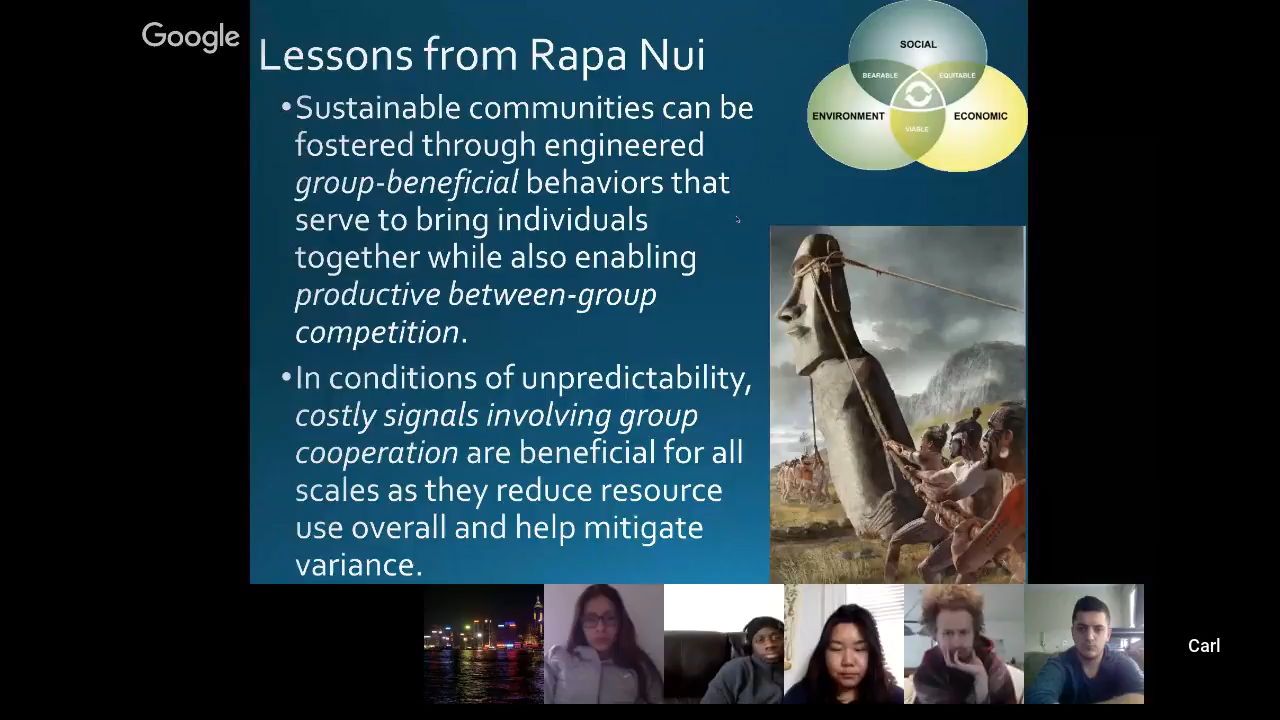 Google
Lessons from Rapa Nui
•Sustainable communities can be
fostered through engineered
group-beneficial behaviors that
serve to bring individuals
together while also enabling
productive between-group
competition.
•In conditions of unpredictability,
costly signals involving group
cooperation are beneficial for all
scales as they reduce resource
use overall and help mitigate
variance.
SOCIAL
BEARABLE
EQUITABLE
ENVIRONMENT
ECONOMIC
VIABLE
Carl